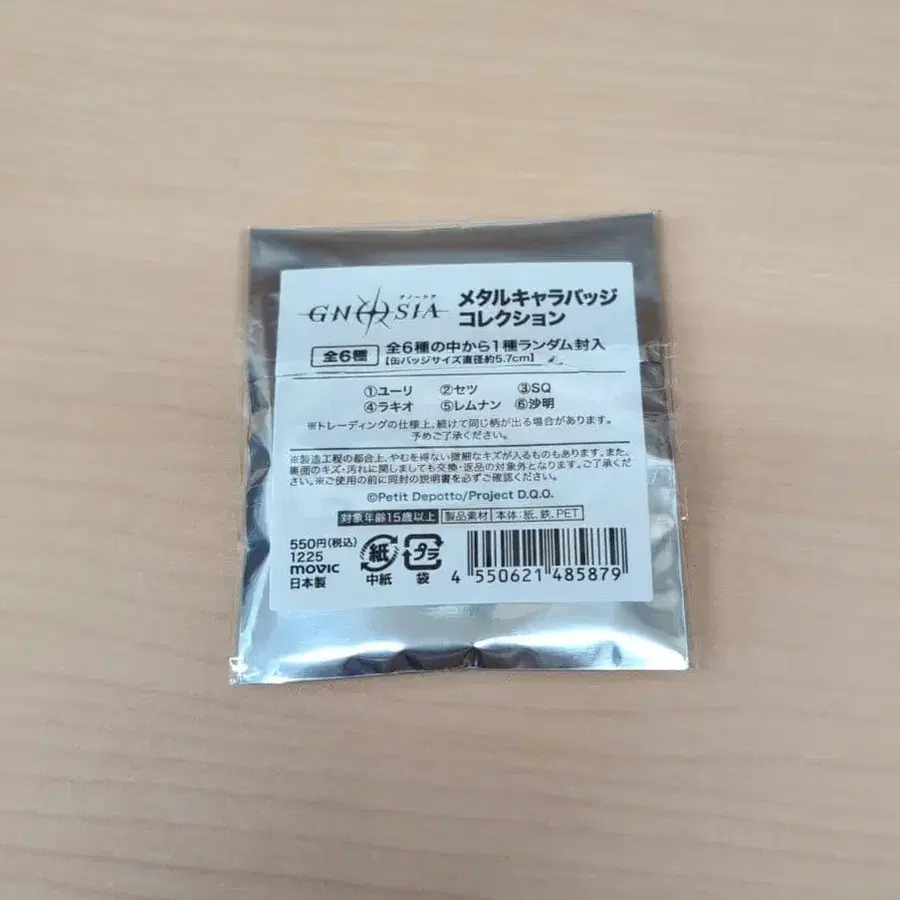 グノーシア
GNOSIA
メタルキャラバッジ
コレクション
全6種
全6種の中から1種ランダム封入
【缶バッジサイズ直径約5.7cm】
①ユーリ ②セツ ③SQ
④ラキオ ⑤レムナン ⑥沙明
※トレーディングの仕様上、続けて同じ柄が出る場合があります。
予めご了承ください。
※製造工程の都合上、やむを得ない微細なキズが入るものもあります。また、
裏面のキズ・汚れに関しましても交換・返品の対象外となります。ご了承くださ
い。※ご使用の前に同封の説明書を必ずご確認ください。
©Petit Depotto/Project D.Q.O.
対象年齢15歳以上 製品素材 本体：紙、鉄、PET
550円(税込)
1225
movic
日本製
紙
中紙
プラ
袋
4 550621 485879